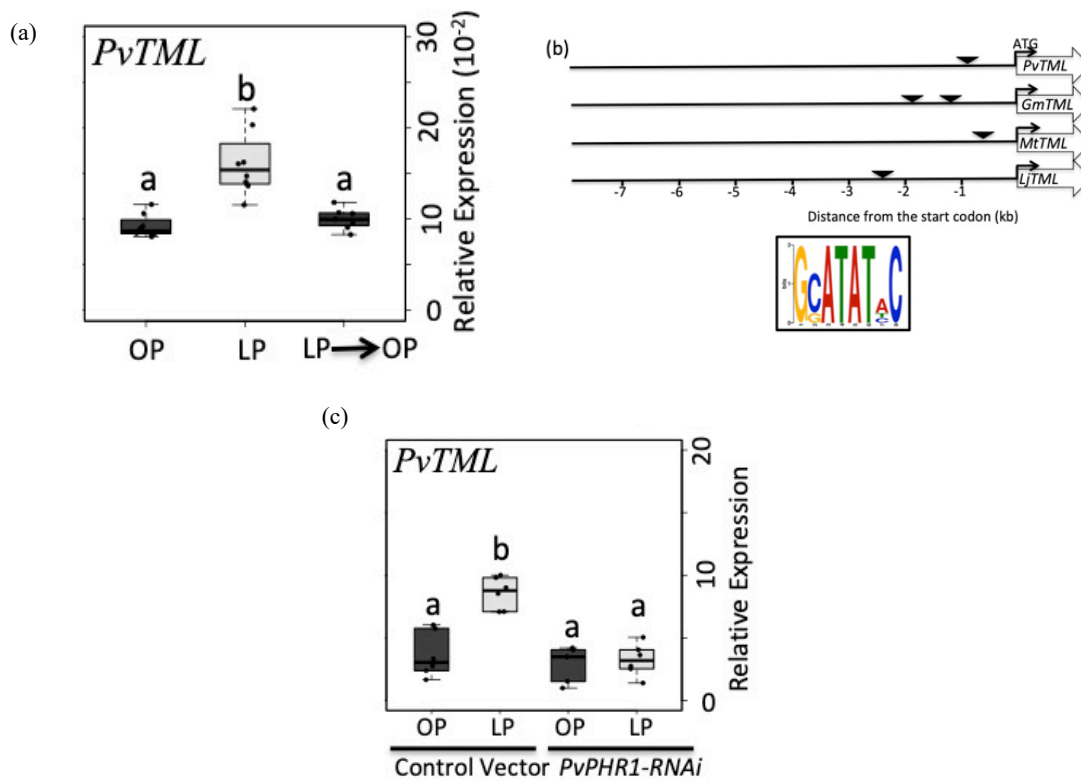 (a)
PvTML
a
b
a
0
10
20
30
Relative Expression (10-2)
OP
LP
LP
OP
(b)
ATG
PvTML
GmTML
MtTML
LjTML
-7
-6
-5
-4
-3
-2
-1
Distance from the start codon (kb)
GCATATAC
(c)
PvTML
a
b
a
a
0
10
20
Relative Expression
OP
LP
OP
LP
Control Vector
PvPHR1-RNAi